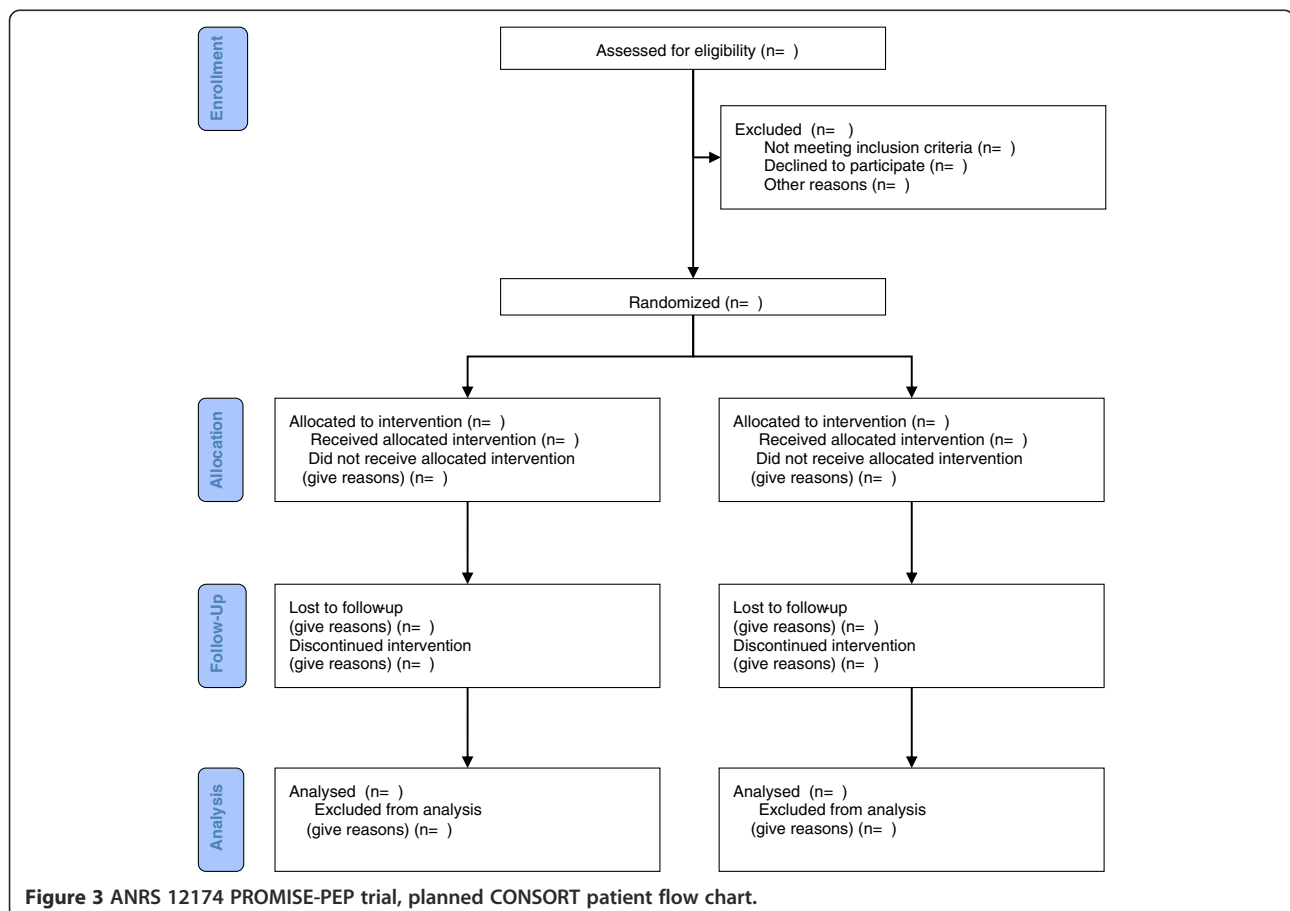 Enrollment
Assessed for eligibility (n= )
Excluded (n= )
Not meeting inclusion criteria (n= )
Declined to participate (n= )
Other reasons (n= )
Randomized (n= )
Allocation
Allocated to intervention (n= )
Received allocated intervention (n= )
Did not receive allocated intervention
(give reasons) (n= )
Allocated to intervention (n= )
Received allocated intervention (n= )
Did not receive allocated intervention
(give reasons) (n= )
Follow-Up
Lost to follow-up
(give reasons) (n= )
Discontinued intervention
(give reasons) (n= )
Lost to follow-up
(give reasons) (n= )
Discontinued intervention
(give reasons) (n= )
Analysis
Analysed (n= )
Excluded from analysis
(give reasons) (n= )
Analysed (n= )
Excluded from analysis
(give reasons) (n= )
Figure 3 ANRS 12174 PROMISE-PEP trial, planned CONSORT patient flow chart.